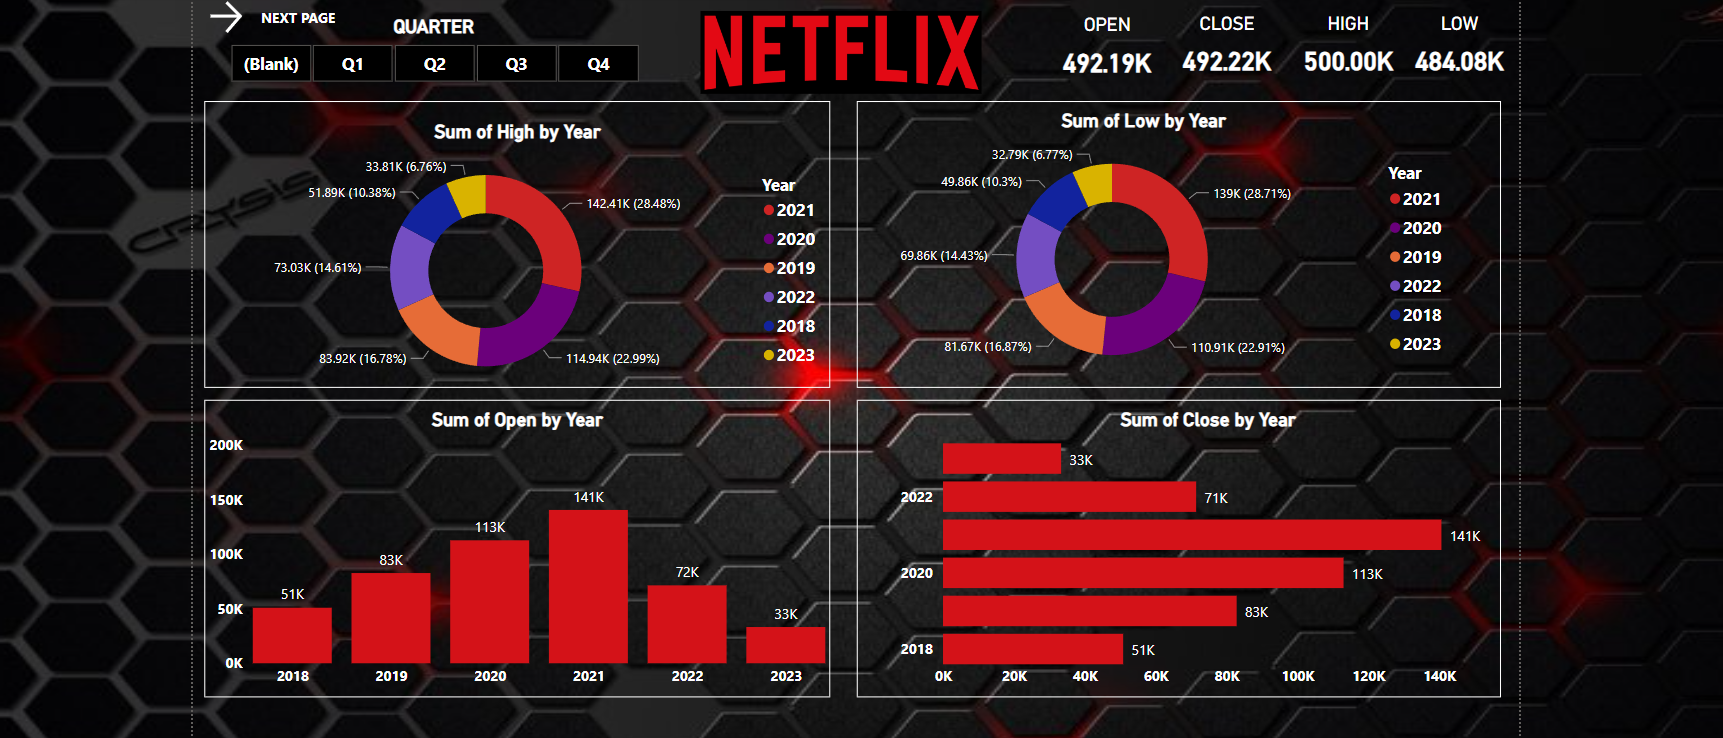 NEXT PAGE
QUARTER
(Blank)
Q1
Q2
Q3
Q4
NETFLIX
OPEN
492.19K
CLOSE
492.22K
HIGH
500.00K
LOW
484.08K
CRYSIS
Sum of High by Year
33.81K (6.76%)
51.89K (10.38%)
73.03K (14.61%)
83.92K (16.78%)
142.41K (28.48%)
114.94K (22.99%)
Year
2021
2020
2019
2022
2018
2023
Sum of Low by Year
32.79K (6.77%)
49.86K (10.3%)
69.86K (14.43%)
81.67K (16.87%)
139K (28.71%)
110.91K (22.91%)
Year
2021
2020
2019
2022
2018
2023
Sum of Open by Year
200K
150K
100K
50K
0K
51K
83K
113K
141K
72K
33K
2018
2019
2020
2021
2022
2023
Sum of Close by Year
33K
2022
71K
141K
2020
113K
83K
2018
51K
0K
20K
40K
60K
80K
100K
120K
140K